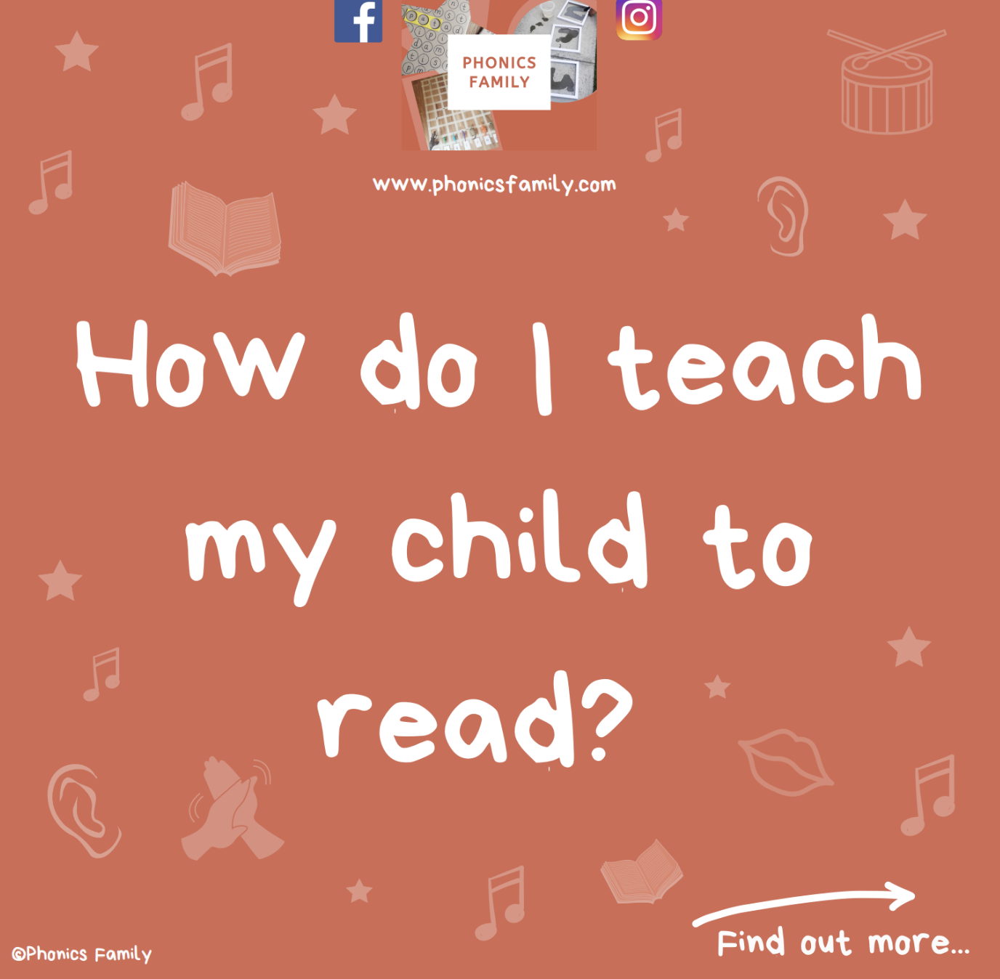 PHONICS
FAMILY
www.phonicsfamily.com
How do I teach
my child to
read?
Find out more...
©Phonics Family